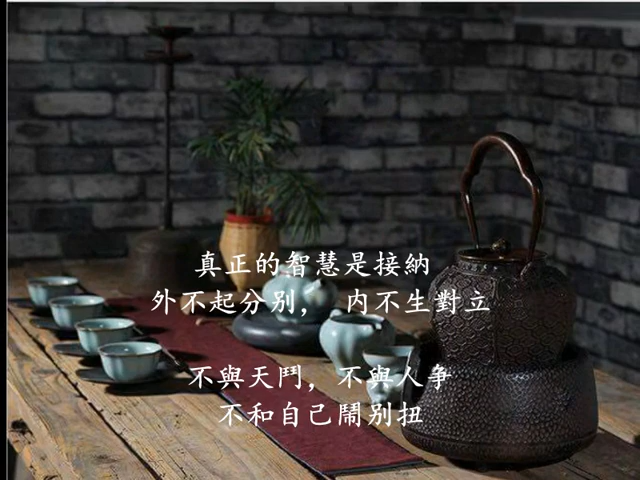 真正的智慧是接納
外不起分別， 內不生對立
不與天鬥，不與人爭
不和自己鬧別扭